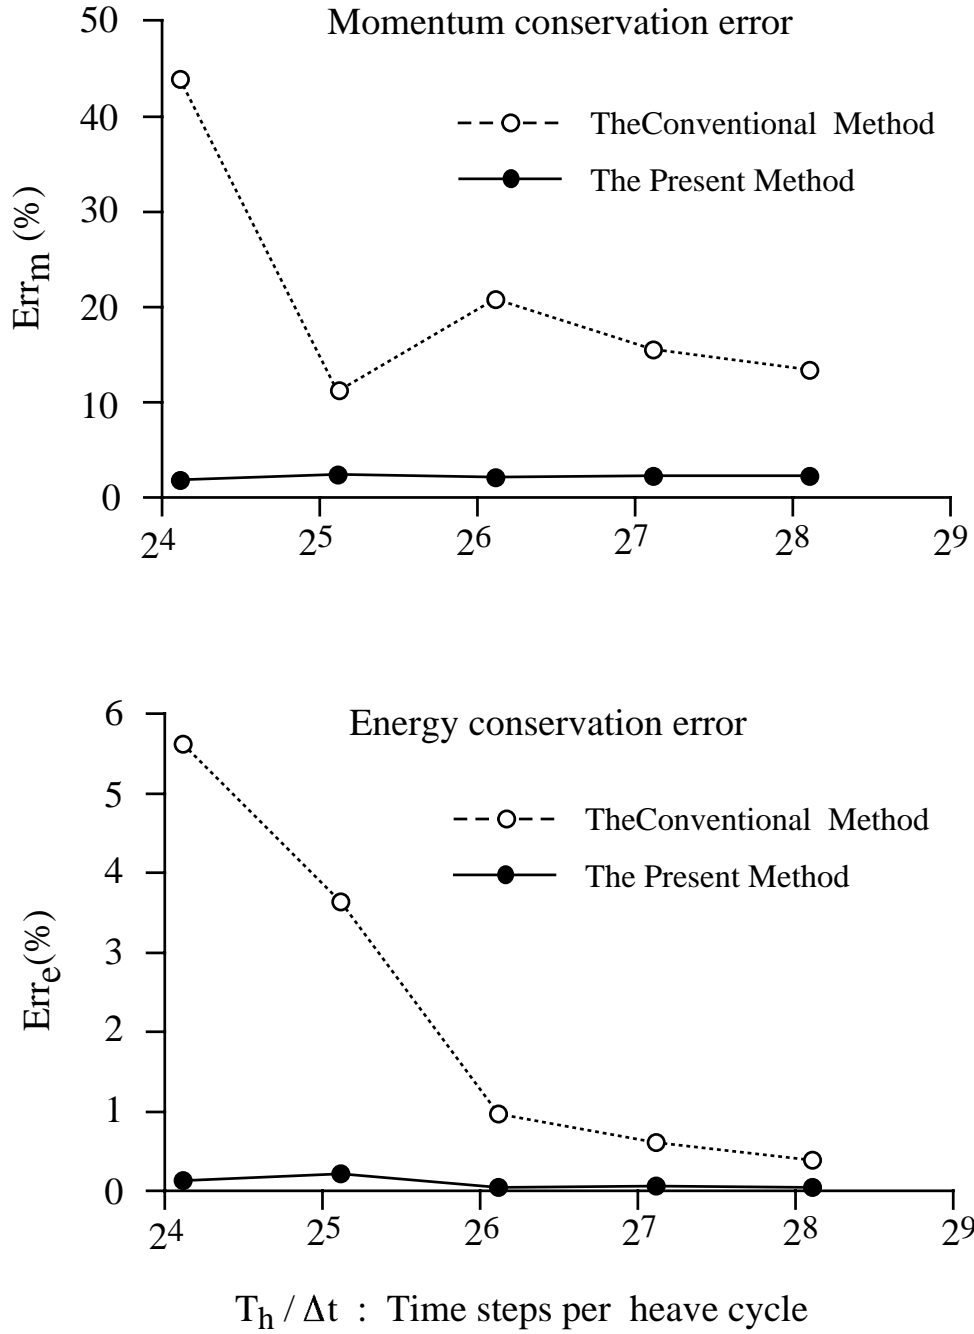 Momentum conservation error
50
40
30
20
10
0
Err_m (%)
TheConventional Method
The Present Method
2^4 2^5 2^6 2^7 2^8 2^9
Energy conservation error
6
5
4
3
2
1
0
Err_e(%)
TheConventional Method
The Present Method
2^4 2^5 2^6 2^7 2^8 2^9
T_h / Δt : Time steps per heave cycle